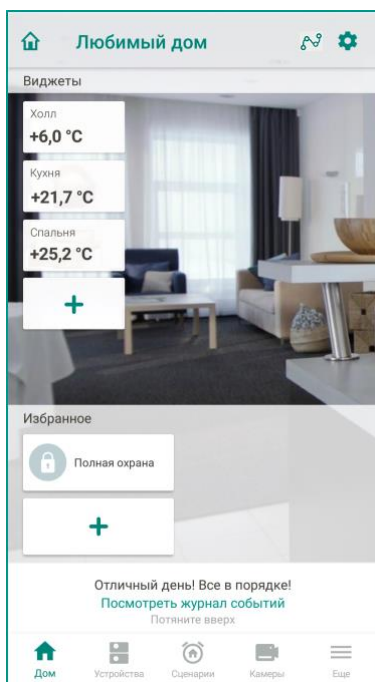 Любимый дом
Виджеты
Холл
+6,0 °C
Кухня
+21,7 °C
Спальня
+25,2 °C
+
Избранное
Полная охрана
+
Отличный день! Все в порядке!
Посмотреть журнал событий
Потяните вверх
Дом Устройства Сценарии Камеры Еще